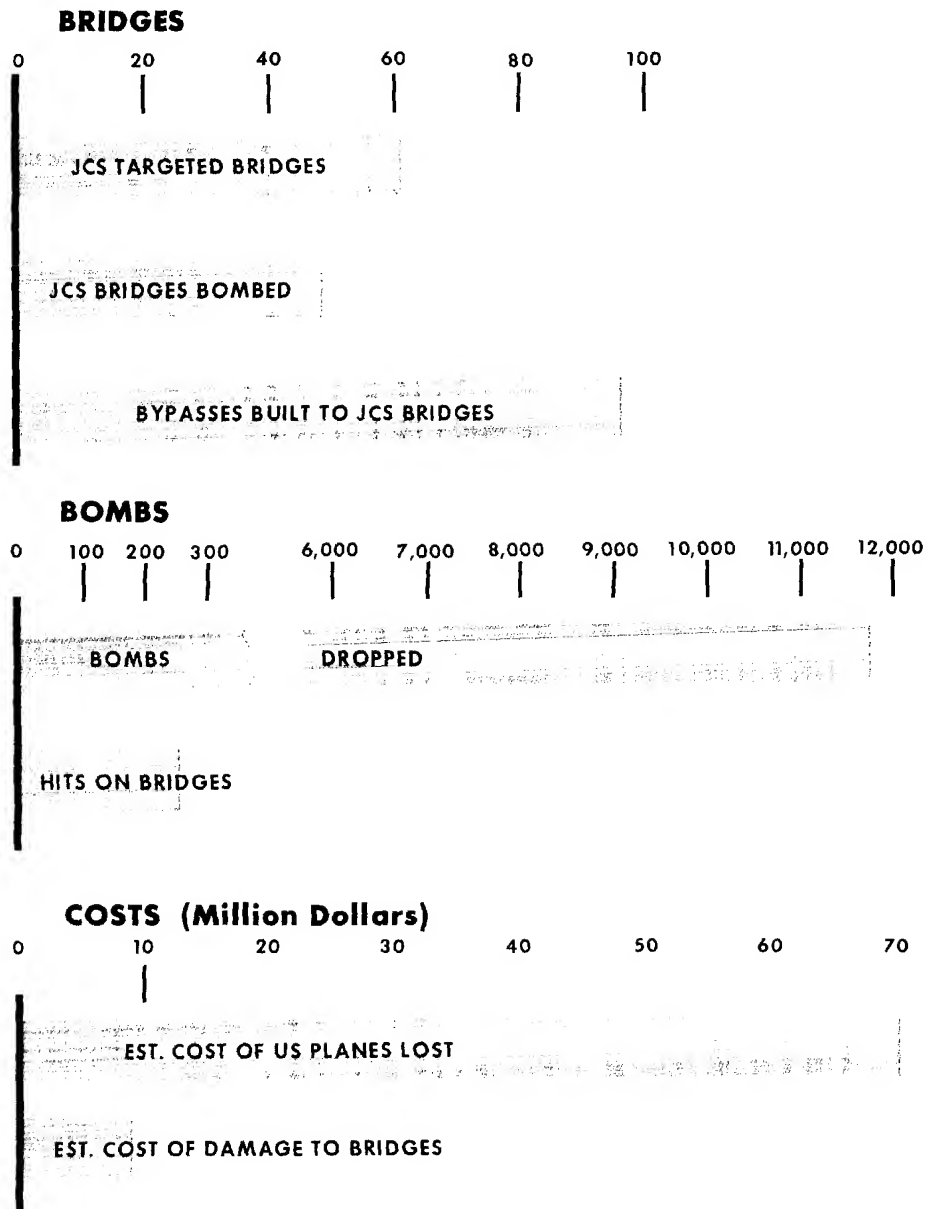 BRIDGES
0 20 40 60 80 100
JCS TARGETED BRIDGES
JCS BRIDGES BOMBED
BYPASSES BUILT TO JCS BRIDGES
BOMBS
0 100 200 300 6,000 7,000 8,000 9,000 10,000 11,000 12,000
BOMBS DROPPED
HITS ON BRIDGES
COSTS (Million Dollars)
0 10 20 30 40 50 60 70
EST. COST OF US PLANES LOST
EST. COST OF DAMAGE TO BRIDGES